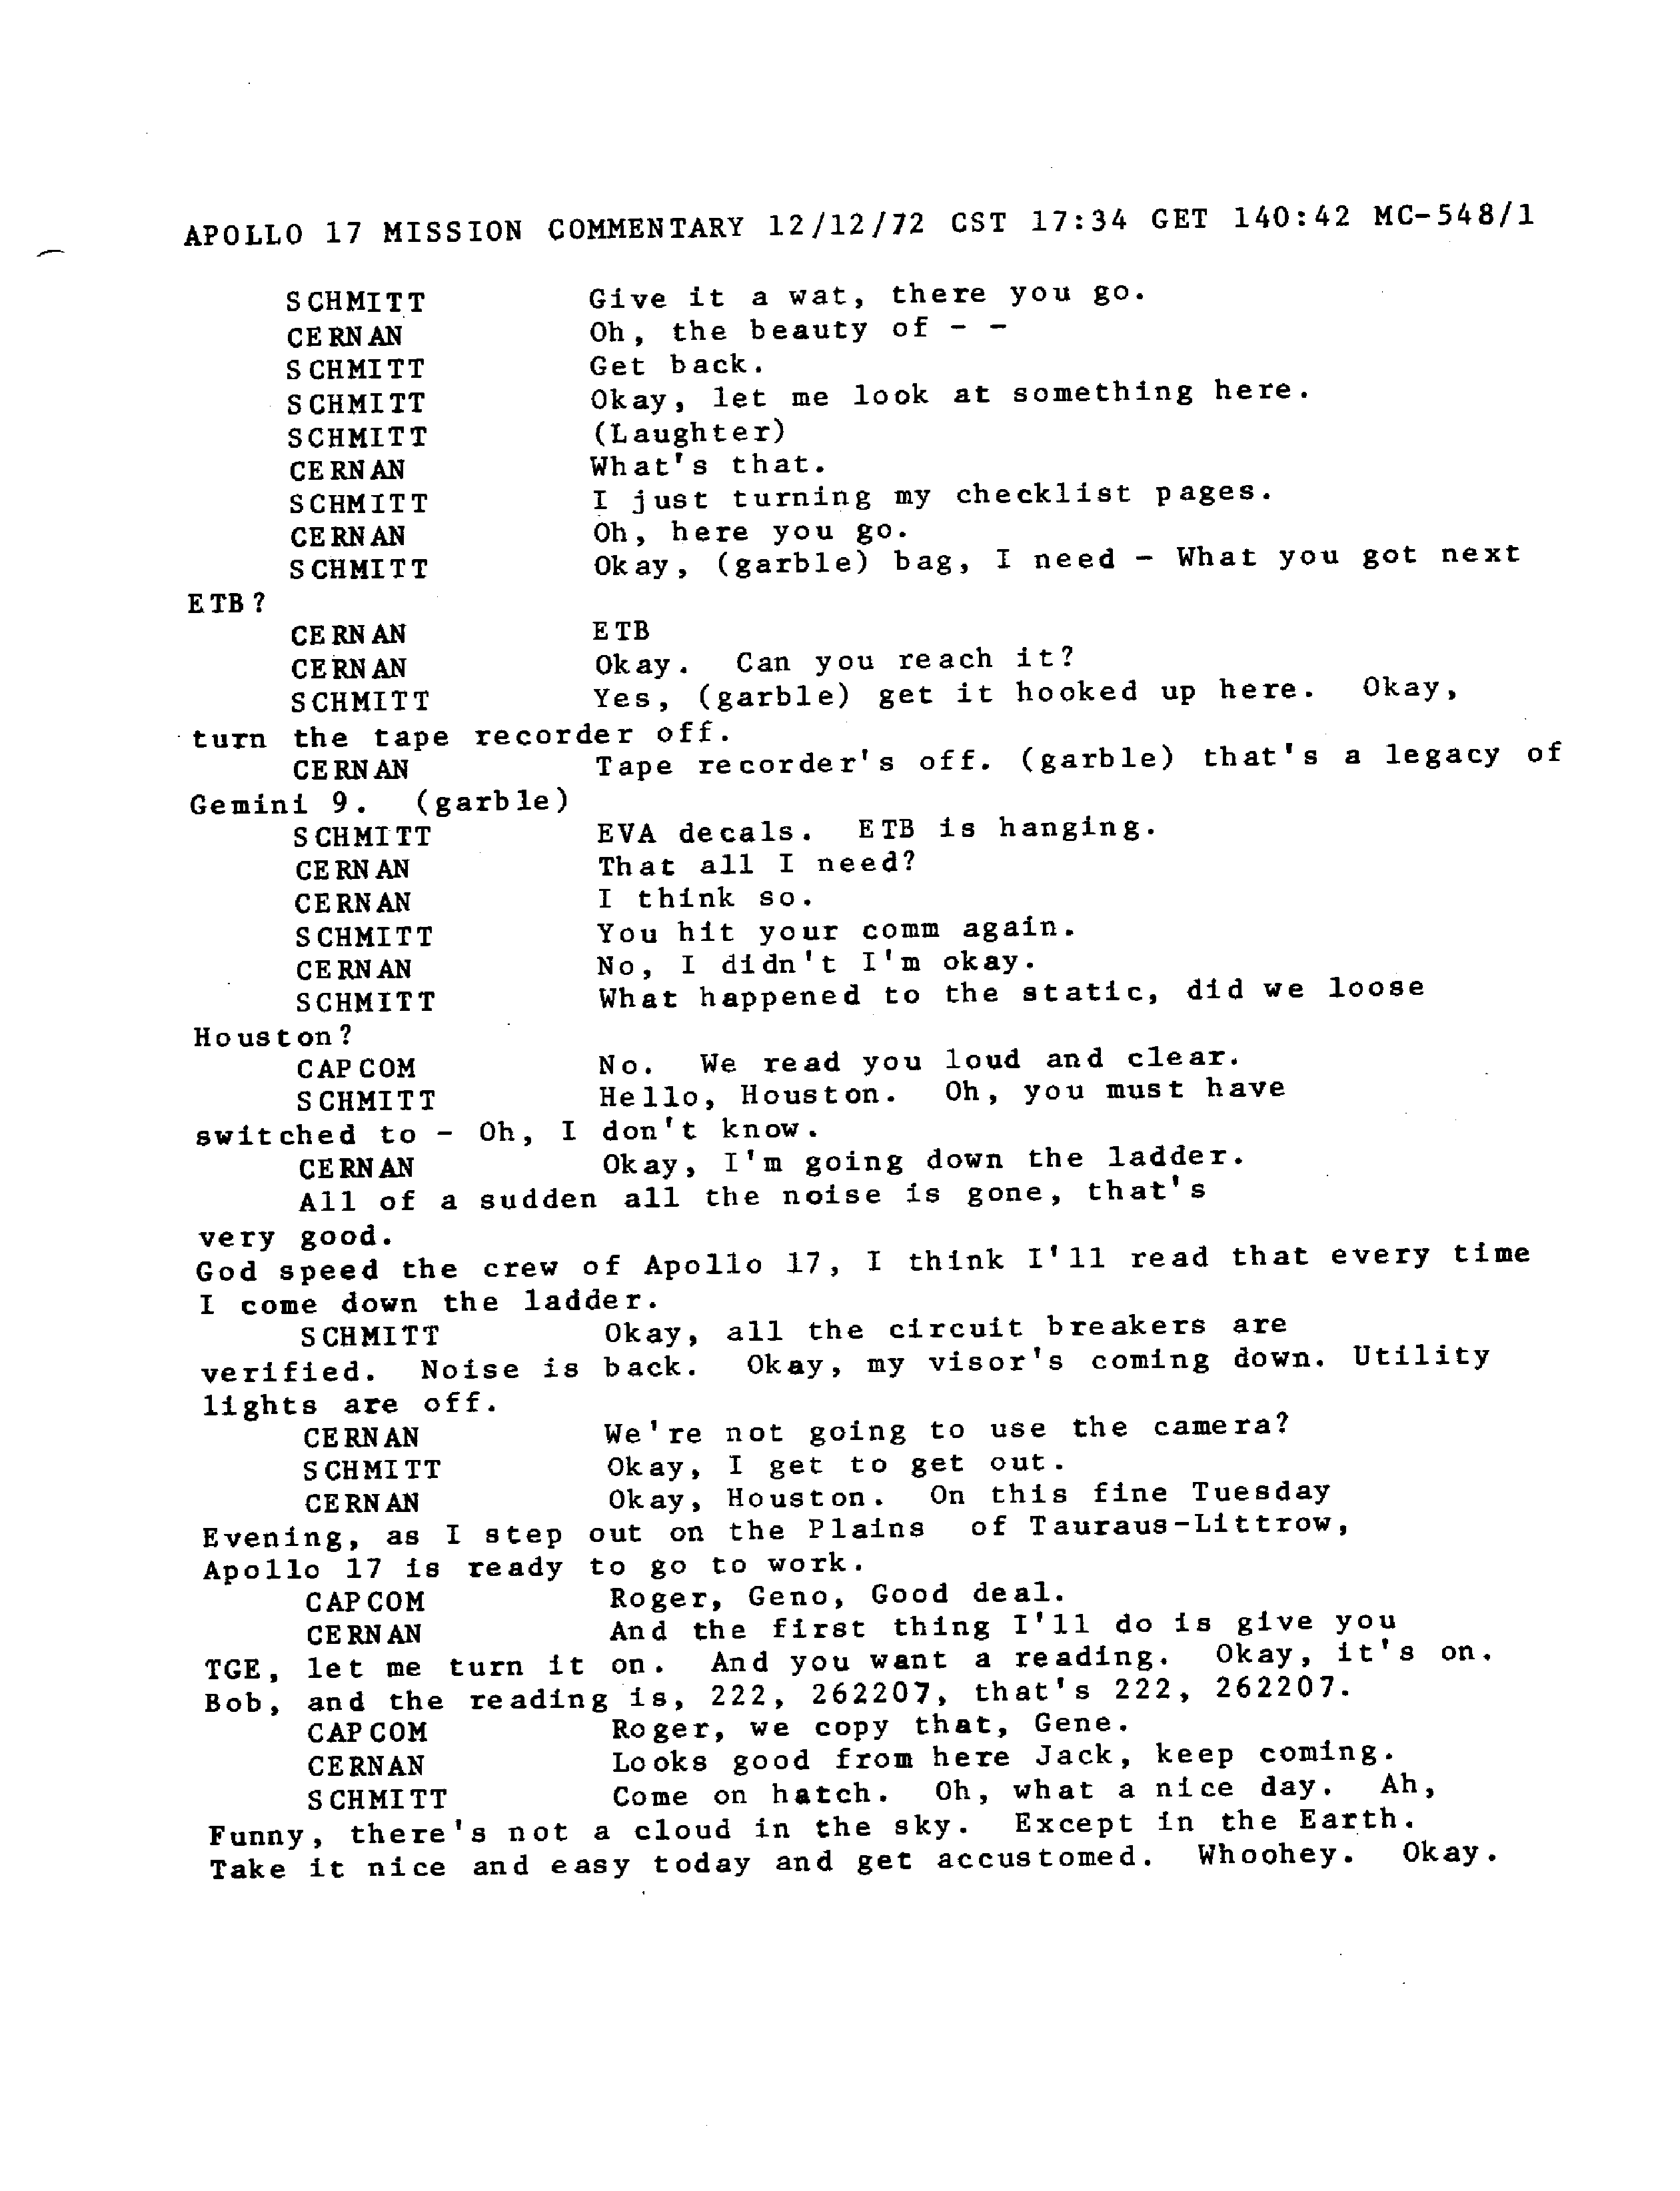 APOLLO 17 MISSION COMMENTARY 12/12/72 CST 17:34 GET 140:42 MC-548/1
SCHMITT Give it a wat, there you go.
CERNAN Oh, the beauty of - -
SCHMITT Get back.
SCHMITT Okay, let me look at something here.
SCHMITT (Laughter)
CERNAN What's that.
SCHMITT I just turning my checklist pages.
CERNAN Oh, here you go.
SCHMITT Okay, (garble) bag, I need - What you got next
ETB?
CERNAN ETB
CERNAN Okay. Can you reach it?
SCHMITT Yes, (garble) get it hooked up here. Okay,
turn the tape recorder off.
CERNAN Tape recorder's off. (garble) that's a legacy of
Gemini 9. (garble)
SCHMITT EVA decals. ETB is hanging.
CERNAN That all I need?
CERNAN I think so.
SCHMITT You hit your comm again.
CERNAN No, I didn't I'm okay.
SCHMITT What happened to the static, did we loose
Houston?
CAPCOM No. We read you loud and clear.
SCHMITT Hello, Houston. Oh, you must have
switched to - Oh, I don't know.
CERNAN Okay, I'm going down the ladder.
All of a sudden all the noise is gone, that's
very good.
God speed the crew of Apollo 17, I think I'll read that every time
I come down the ladder.
SCHMITT Okay, all the circuit breakers are
verified. Noise is back. Okay, my visor's coming down. Utility
lights are off.
CERNAN We're not going to use the camera?
SCHMITT Okay, I get to get out.
CERNAN Okay, Houston. On this fine Tuesday
Evening, as I step out on the Plains of Tauraus-Littrow,
Apollo 17 is ready to go to work.
CAPCOM Roger, Geno, Good deal.
CERNAN And the first thing I'll do is give you
TGE, let me turn it on. And you want a reading. Okay, it's on.
Bob, and the reading is, 222, 262207, that's 222, 262207.
CAPCOM Roger, we copy that, Gene.
CERNAN Looks good from here Jack, keep coming.
SCHMITT Come on hatch. Oh, what a nice day. Ah,
Funny, there's not a cloud in the sky. Except in the Earth.
Take it nice and easy today and get accustomed. Whoohey. Okay.